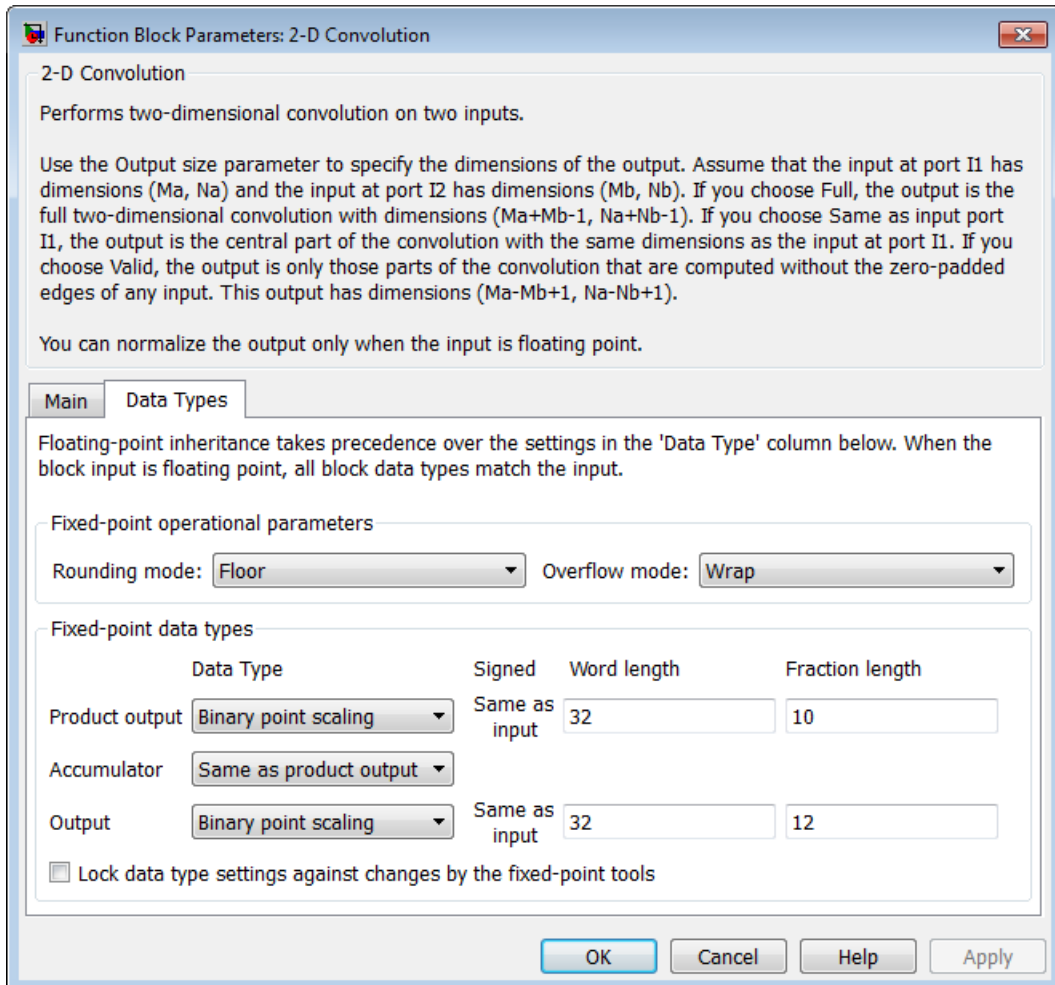 Function Block Parameters: 2-D Convolution
2-D Convolution
Performs two-dimensional convolution on two inputs.
Use the Output size parameter to specify the dimensions of the output. Assume that the input at port I1 has
dimensions (Ma, Na) and the input at port I2 has dimensions (Mb, Nb). If you choose Full, the output is the
full two-dimensional convolution with dimensions (Ma+Mb-1, Na+Nb-1). If you choose Same as input port
I1, the output is the central part of the convolution with the same dimensions as the input at port I1. If you
choose Valid, the output is only those parts of the convolution that are computed without the zero-padded
edges of any input. This output has dimensions (Ma-Mb+1, Na-Nb+1).
You can normalize the output only when the input is floating point.
Main Data Types
Floating-point inheritance takes precedence over the settings in the 'Data Type' column below. When the
block input is floating point, all block data types match the input.
Fixed-point operational parameters
Rounding mode: Floor Overflow mode: Wrap
Fixed-point data types
Data Type Signed Word length Fraction length
Product output Binary point scaling Same as input 32 10
Accumulator Same as product output
Output Binary point scaling Same as input 32 12
Lock data type settings against changes by the fixed-point tools
OK Cancel Help Apply